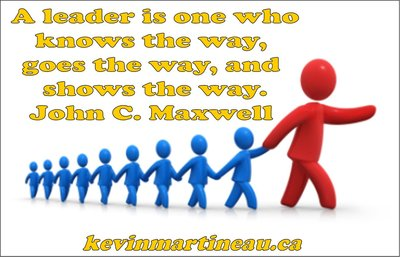 A leader is one who
knows the way,
goes the way, and
shows the way.
John C. Maxwell
kevinmartineau.ca